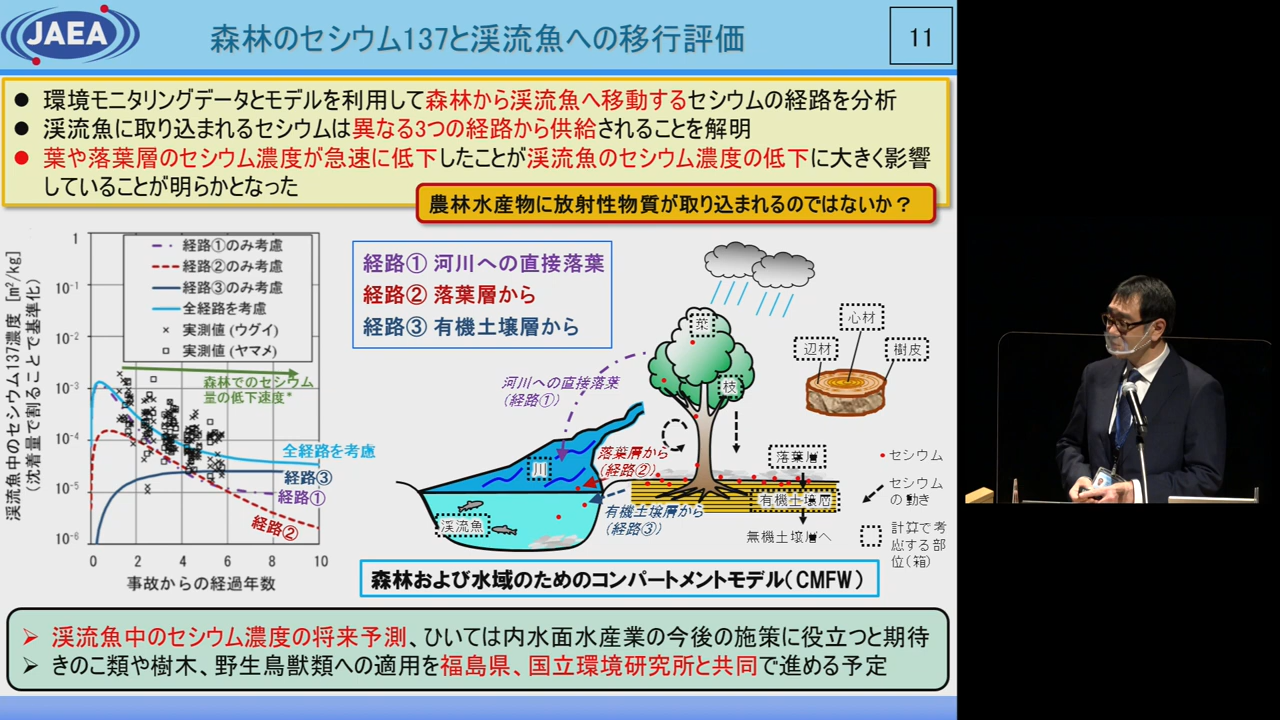 JAEA
森林のセシウム137と渓流魚への移行評価
11
● 環境モニタリングデータとモデルを利用して森林から渓流魚へ移動するセシウムの経路を分析
● 渓流魚に取り込まれるセシウムは異なる3つの経路から供給されることを解明
● 葉や落葉層のセシウム濃度が急速に低下したことが渓流魚のセシウム濃度の低下に大きく影響
していることが明らかとなった
農林水産物に放射性物質が取り込まれるのではないか？
渓流魚中のセシウム137濃度 [m²/kg]
（沈着量で割ることで基準化）
1
10⁻¹
10⁻²
10⁻³
10⁻⁴
10⁻⁵
10⁻⁶
経路①のみ考慮
経路②のみ考慮
経路③のみ考慮
全経路を考慮
× 実測値 (ウグイ)
□ 実測値 (ヤマメ)
森林でのセシウム
量の低下速度*
全経路を考慮
経路③
経路①
経路②
0 2 4 6 8 10
事故からの経過年数
経路① 河川への直接落葉
経路② 落葉層から
経路③ 有機土壌層から
葉
枝
心材
辺材
樹皮
河川への直接落葉
（経路①）
川
渓流魚
落葉層から
（経路②）
有機土壌層から
（経路③）
落葉層
有機土壌層
無機土壌層へ
セシウム
セシウム
の動き
計算で考
慮する部
位（箱）
森林および水域のためのコンパートメントモデル（CMFW）
➢ 渓流魚中のセシウム濃度の将来予測、ひいては内水面水産業の今後の施策に役立つと期待
➢ きのこ類や樹木、野生鳥獣類への適用を福島県、国立環境研究所と共同で進める予定